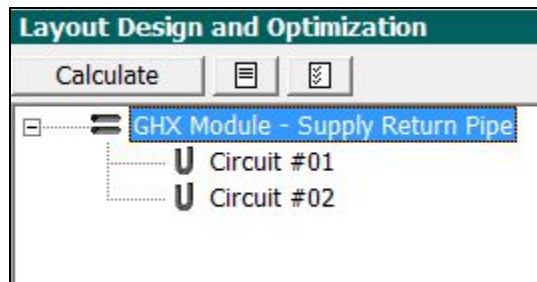 Layout Design and Optimization
Calculate
GHX Module - Supply Return Pipe
Circuit #01
Circuit #02